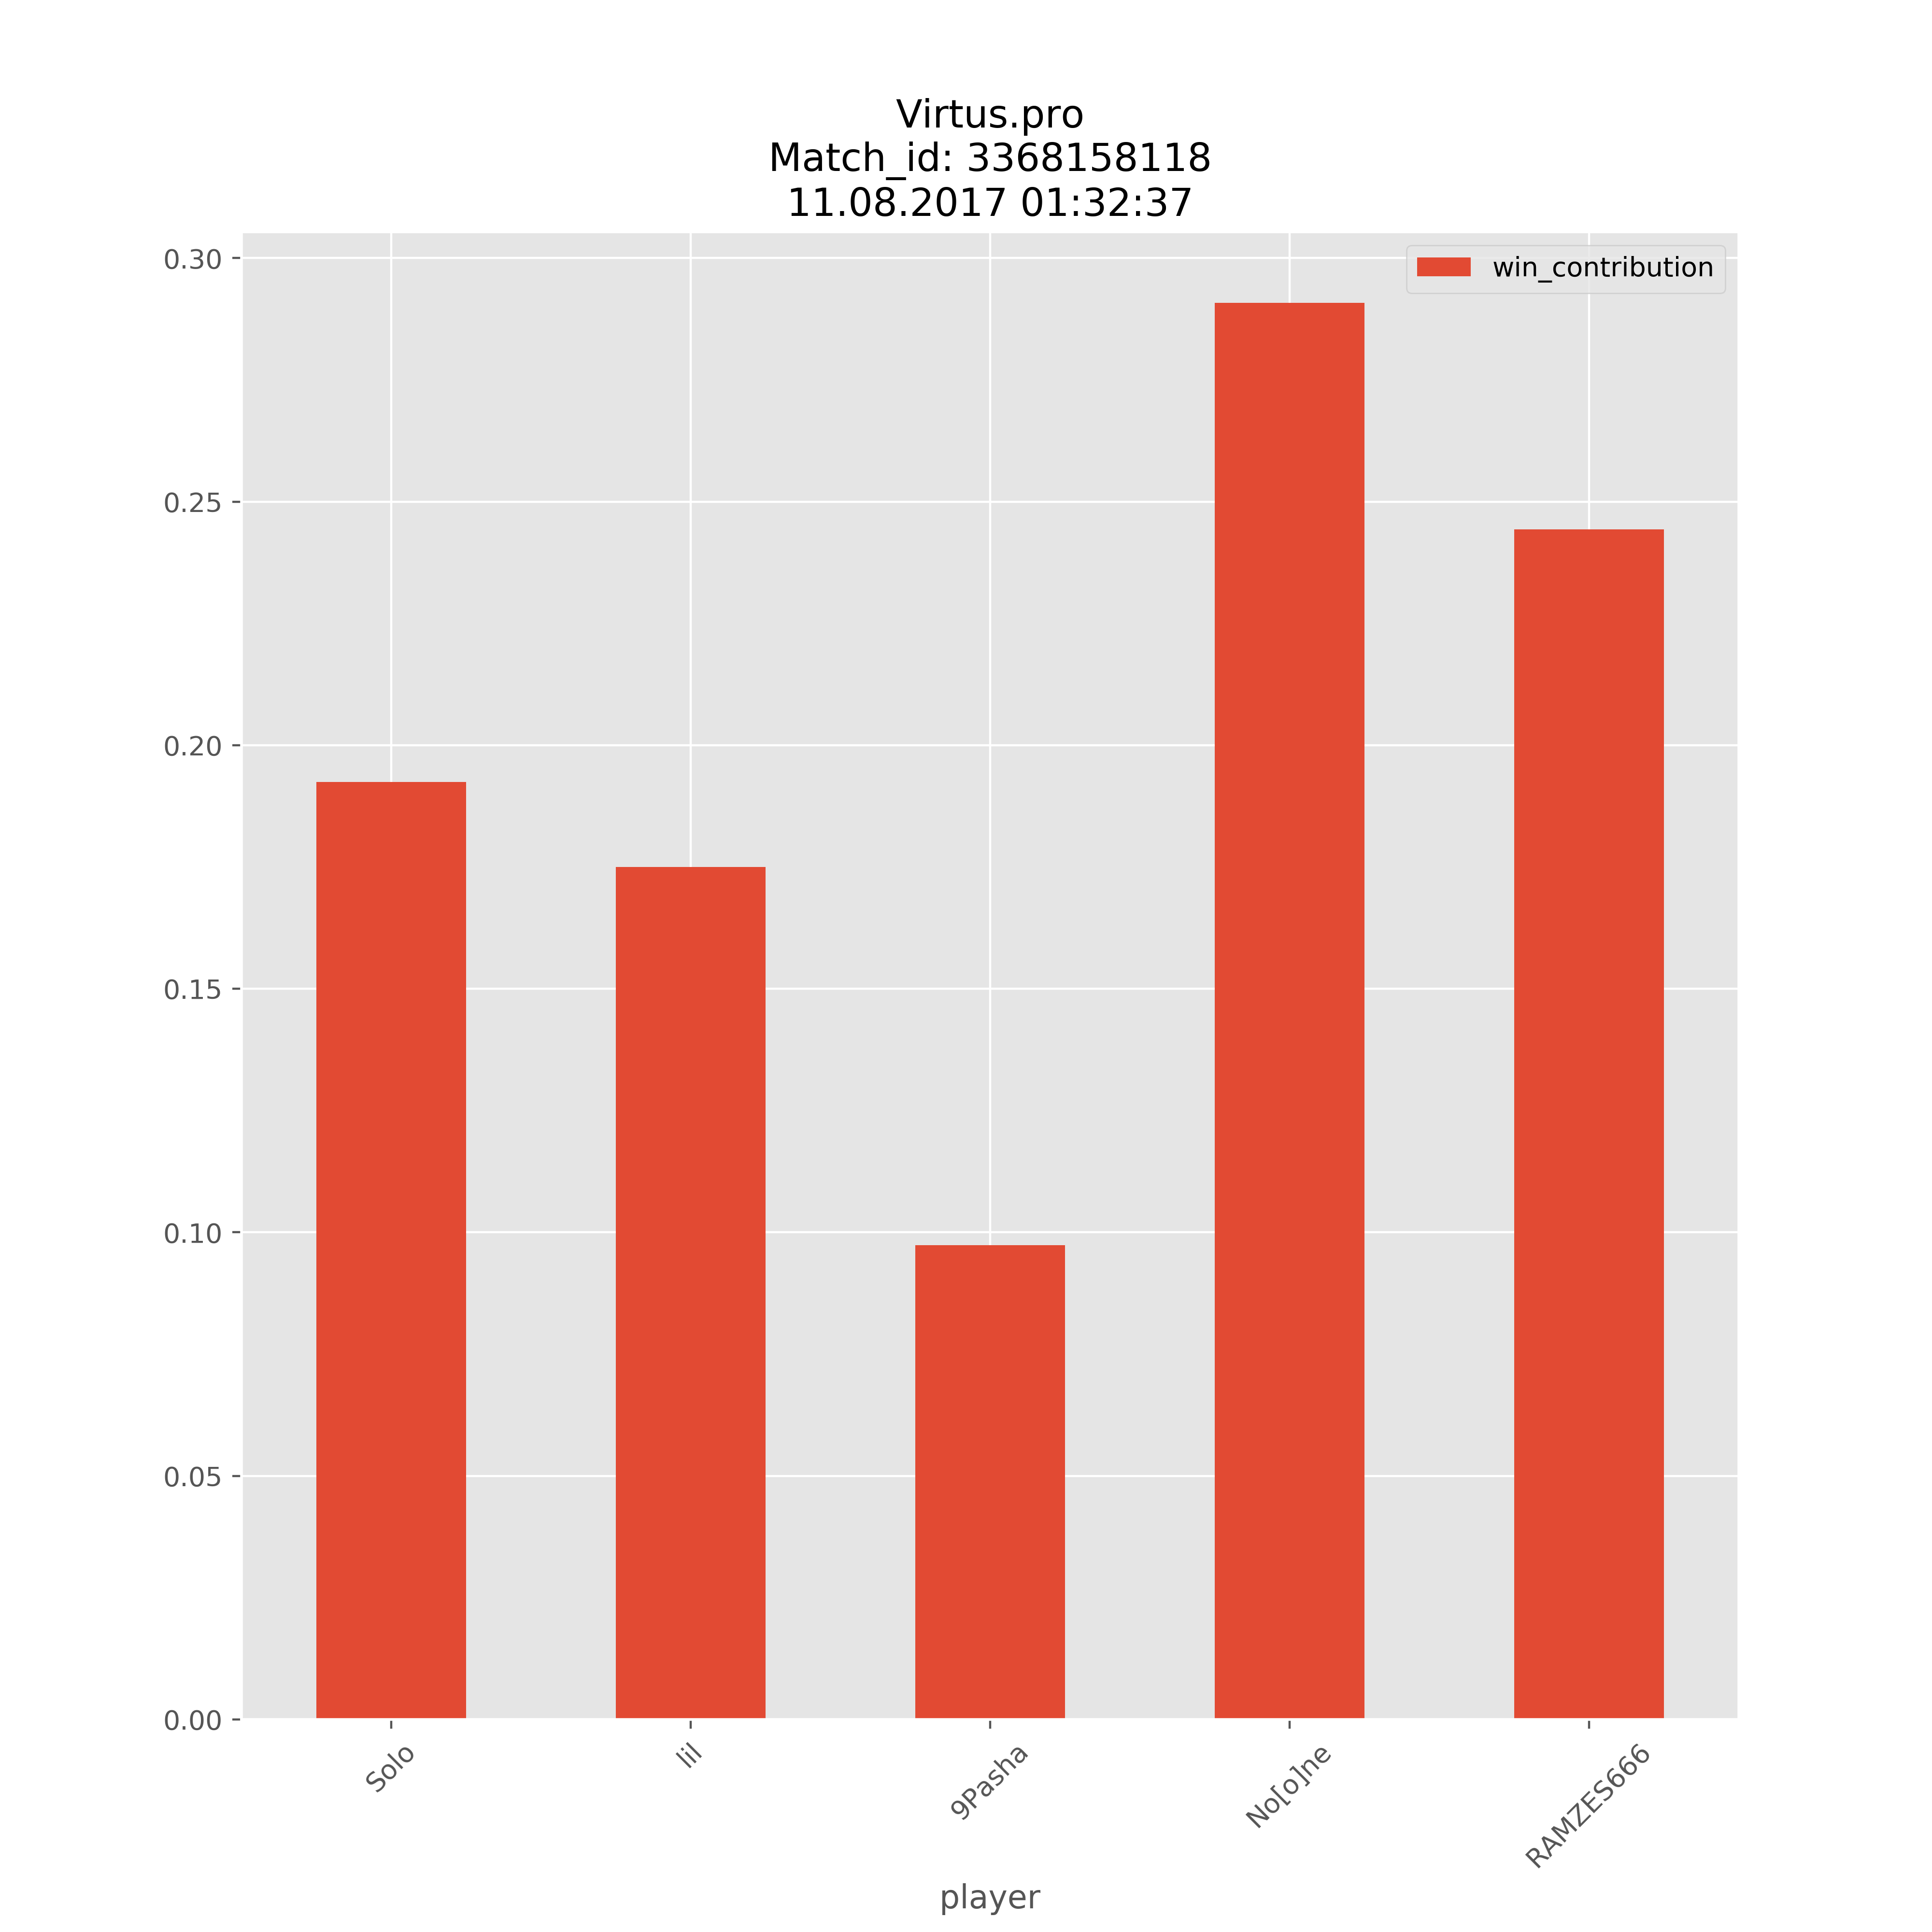 Virtus.pro
Match_id: 3368158118
11.08.2017 01:32:37
win_contribution
0.30
0.25
0.20
0.15
0.10
0.05
0.00
Solo
lil
9Pasha
No[o]ne
RAMZES666
player